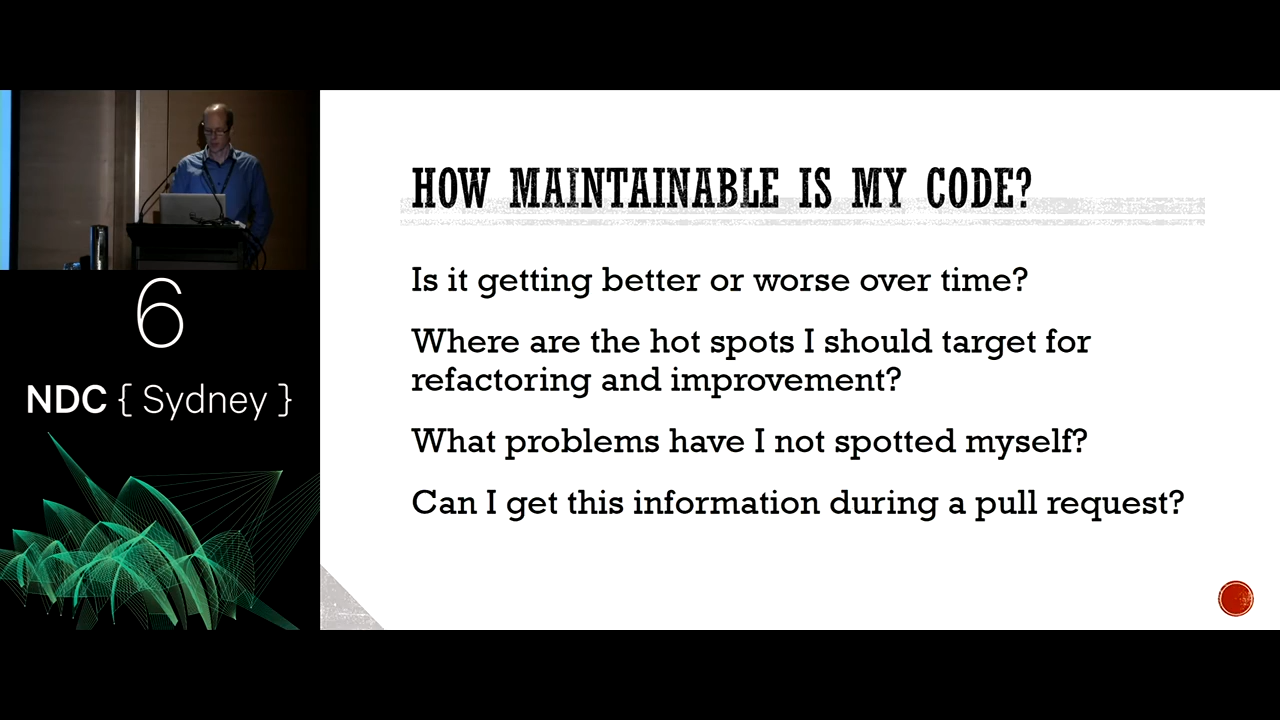 6
NDC { Sydney }
HOW MAINTAINABLE IS MY CODE?
Is it getting better or worse over time?
Where are the hot spots I should target for
refactoring and improvement?
What problems have I not spotted myself?
Can I get this information during a pull request?